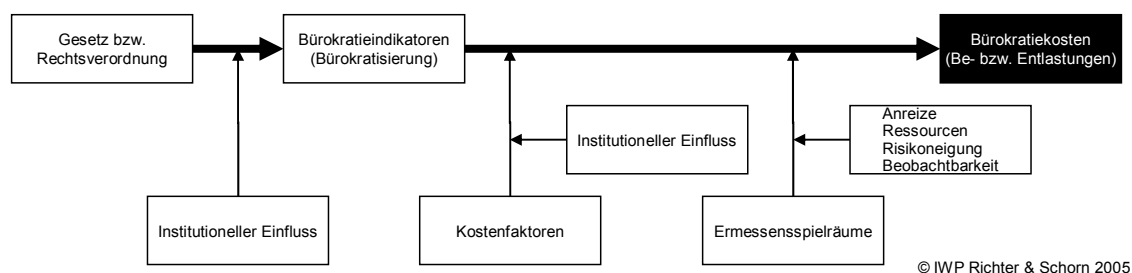 Gesetz bzw.
Rechtsverordnung
Bürokratieindikatoren
(Bürokratisierung)
Bürokratiekosten
(Be- bzw. Entlastungen)
Institutioneller Einfluss
Anreize
Ressourcen
Risikoneigung
Beobachtbarkeit
Institutioneller Einfluss
Kostenfaktoren
Ermessensspielräume
© IWP Richter & Schorn 2005